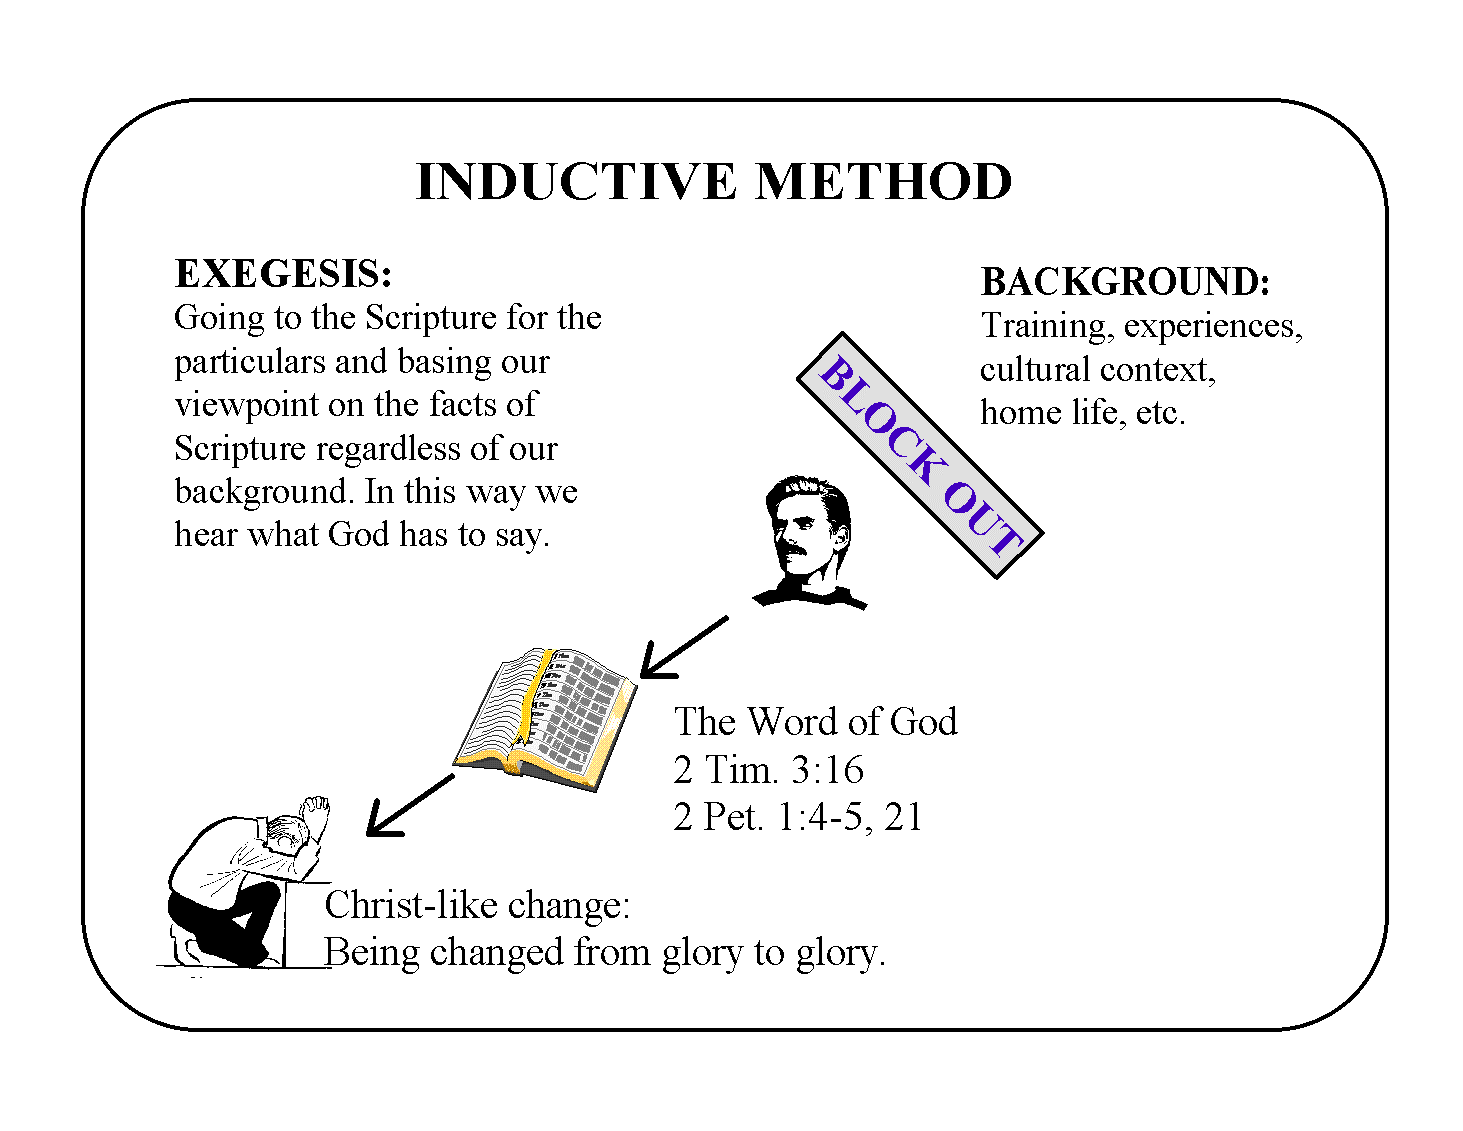 INDUCTIVE METHOD
EXEGESIS:
Going to the Scripture for the
particulars and basing our
viewpoint on the facts of
Scripture regardless of our
background. In this way we
hear what God has to say.
BACKGROUND:
Training, experiences,
cultural context,
home life, etc.
BLOCK OUT
The Word of God
2 Tim. 3:16
2 Pet. 1:4-5, 21
Christ-like change:
Being changed from glory to glory.